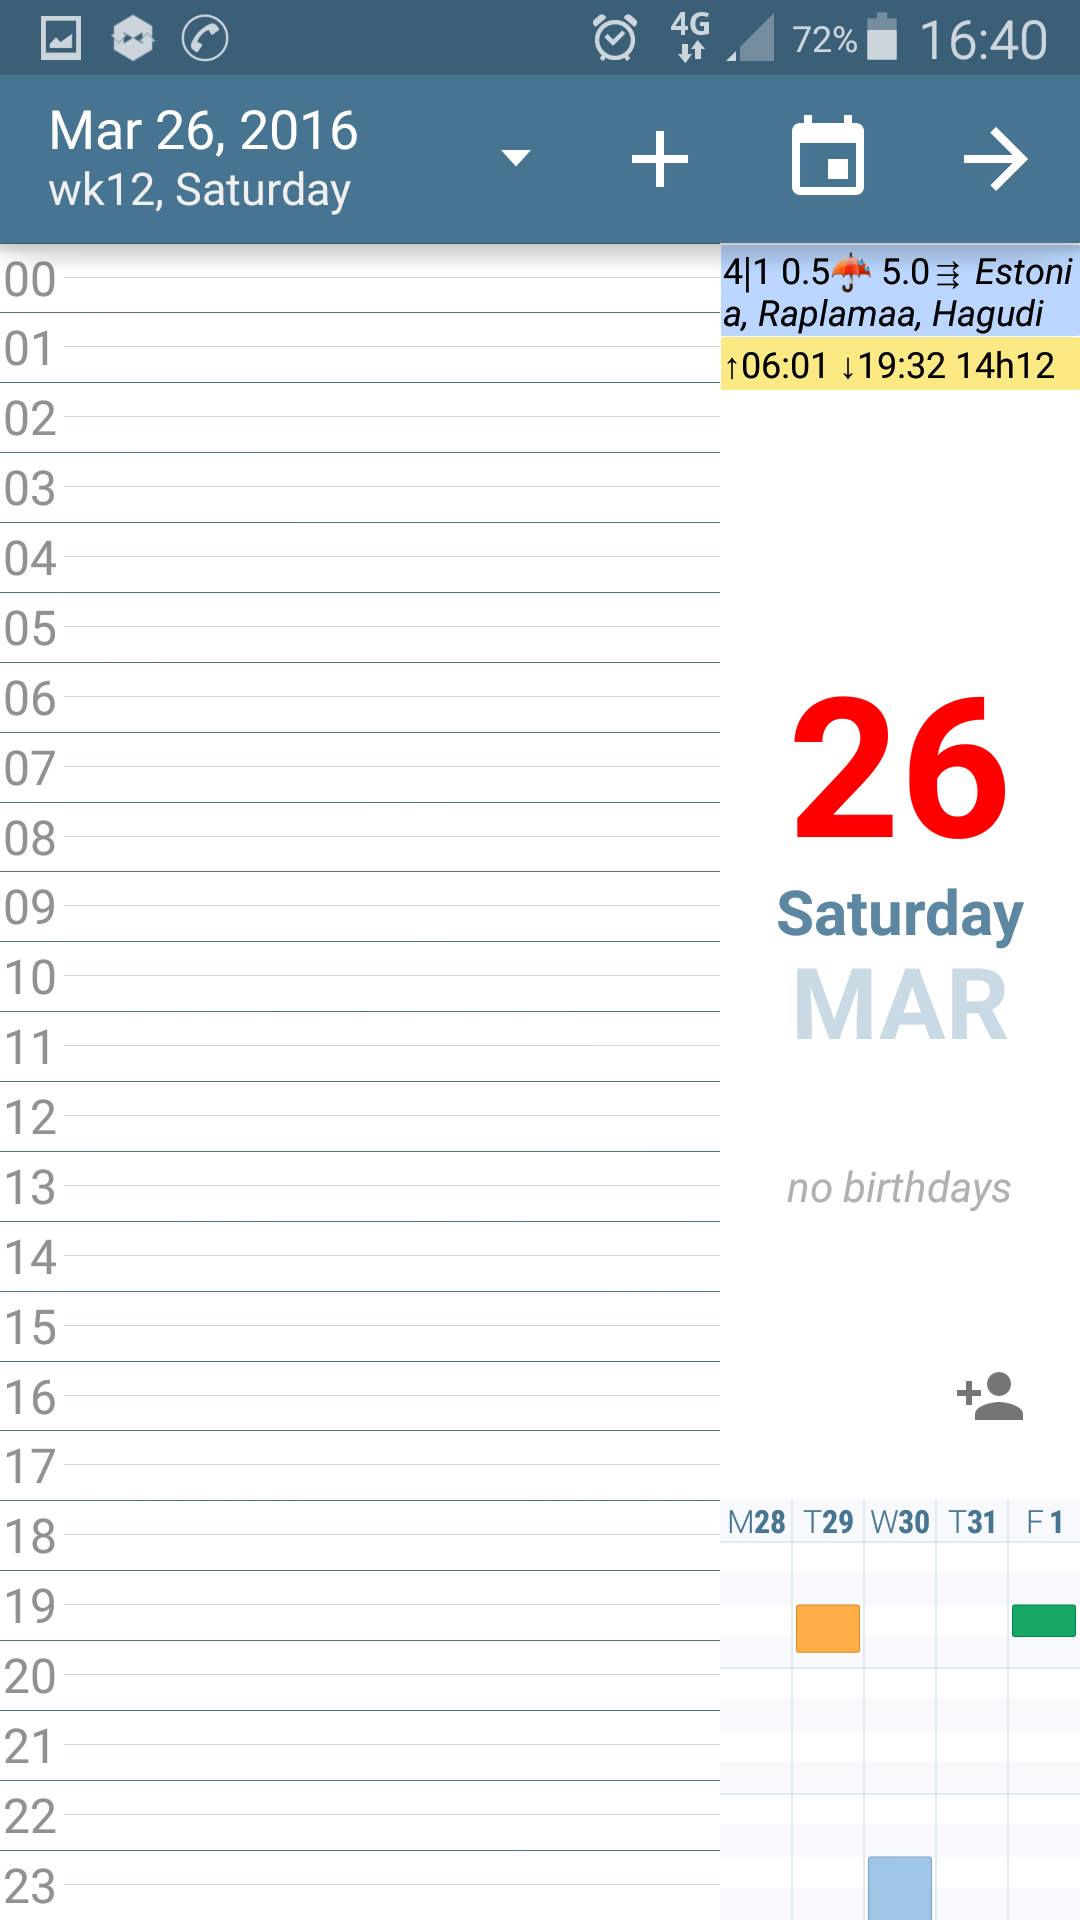 4G 72% 16:40
Mar 26, 2016
wk12, Saturday
00
01
02
03
04
05
06
07
08
09
10
11
12
13
14
15
16
17
18
19
20
21
22
23
4|1 0.5☂ 5.0⇶ Estoni
a, Raplamaa, Hagudi
↑06:01 ↓19:32 14h12
26
Saturday
MAR
no birthdays
M28 T29 W30 T31 F 1